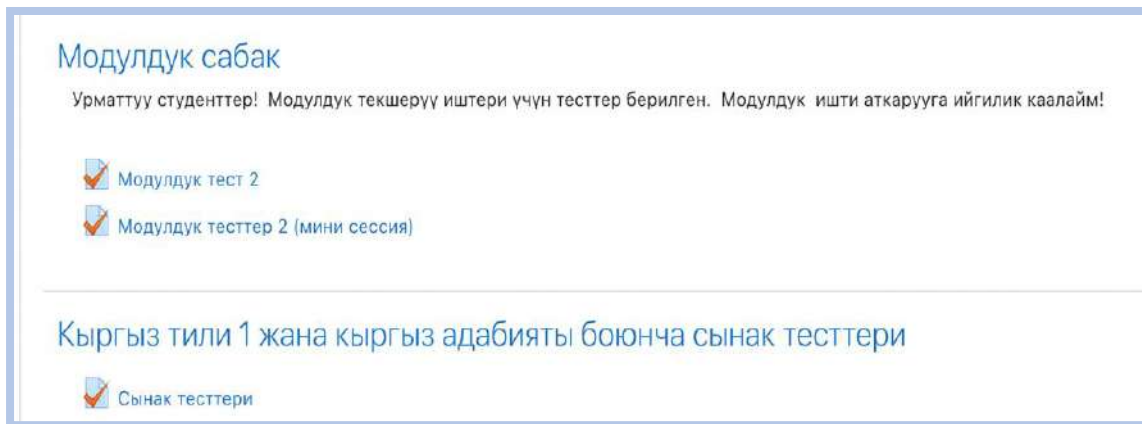 Модулдук сабак
Урматтуу студенттер! Модулдук текшерүү иштери үчүн тесттер берилген. Модулдук ишти аткарууга ийгилик каалайм!
Модулдук тест 2
Модулдук тесттер 2 (мини сессия)
Кыргыз тили 1 жана кыргыз адабияты боюнча сынак тесттери
Сынак тесттери